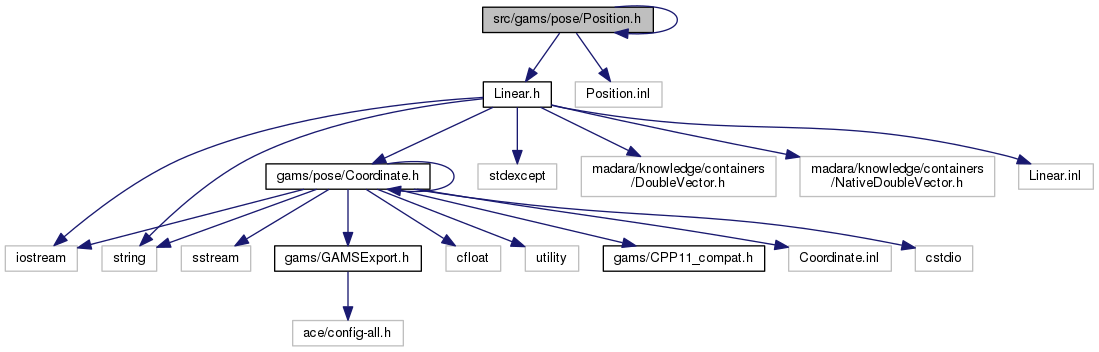 src/gams/pose/Position.h
Linear.h
Position.inl
gams/pose/Coordinate.h
stdexcept
madara/knowledge/containers
/DoubleVector.h
madara/knowledge/containers
/NativeDoubleVector.h
Linear.inl
iostream
string
sstream
gams/GAMSExport.h
cfloat
utility
gams/CPP11_compat.h
Coordinate.inl
cstdio
ace/config-all.h